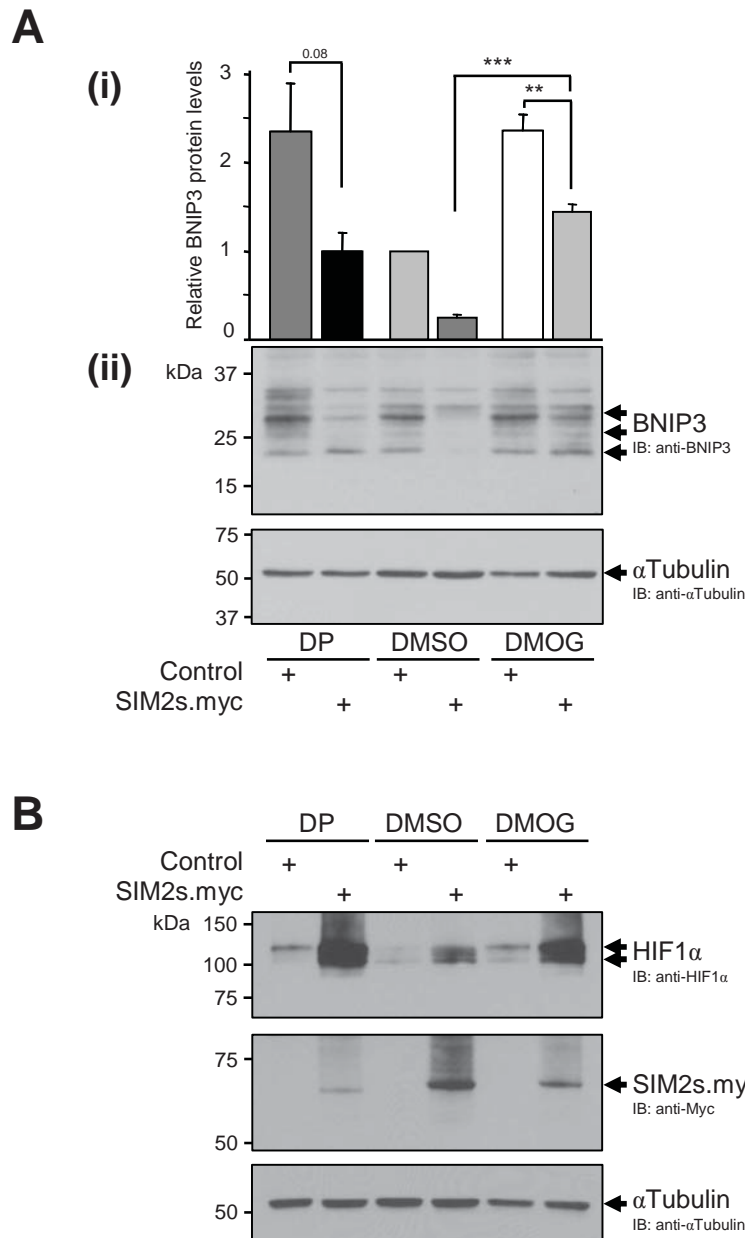 A
(i)
Relative BNIP3 protein levels
3
2
1
0
0.08
***
**
(ii)
kDa
37
25
15
BNIP3
IB: anti-BNIP3
75
50
37
αTubulin
IB: anti-αTubulin
DP DMSO DMOG
Control + + +
SIM2s.myc + + +
B
DP DMSO DMOG
Control + + +
SIM2s.myc + + +
kDa
150
100
75
HIF1α
IB: anti-HIF1α
75
50
SIM2s.my
IB: anti-Myc
50
αTubulin
IB: anti-αTubulin